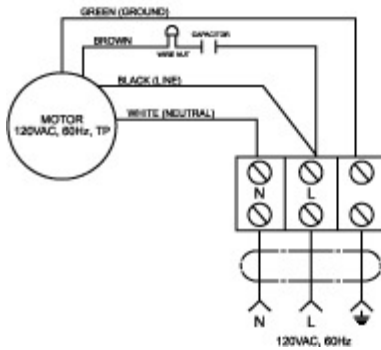 GREEN (GROUND)
BROWN
WIRE NUT
CAPACITOR
BLACK (LINE)
WHITE (NEUTRAL)
MOTOR
120VAC, 60Hz, TP
N L
N L
120VAC, 60Hz